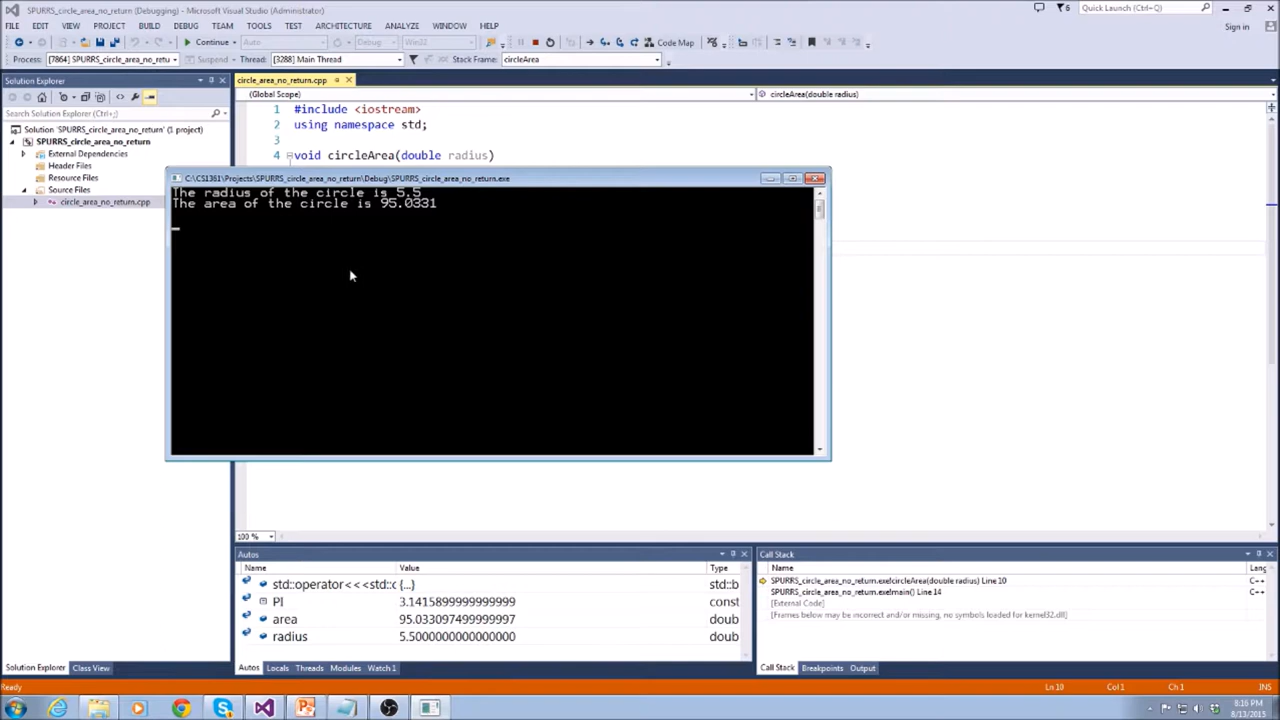 SPURRS_circle_area_no_return (Debugging) - Microsoft Visual Studio (Administrator)
6
Quick Launch (Ctrl+Q)
FILE EDIT VIEW PROJECT BUILD DEBUG TEAM TOOLS TEST ARCHITECTURE ANALYZE WINDOW HELP
Sign in
Continue Auto Debug Win32 Code Map
Process: [7864] SPURRS_circle_area_no_retu Suspend Thread: [3288] Main Thread Stack Frame: circleArea
Solution Explorer
circle_area_no_return.cpp
(Global Scope) circleArea(double radius)
Search Solution Explorer (Ctrl+;)
Solution 'SPURRS_circle_area_no_return' (1 project)
SPURRS_circle_area_no_return
External Dependencies
Header Files
Resource Files
Source Files
circle_area_no_return.cpp
1 #include <iostream>
2 using namespace std;
3
4 void circleArea(double radius)
C:\CS1361\Projects\SPURRS_circle_area_no_return\Debug\SPURRS_circle_area_no_return.exe
The radius of the circle is 5.5
The area of the circle is 95.0331
100 %
Autos
Name Value Type
std::operator<<<std::c {...} std::b
PI 3.1415899999999999 const
area 95.033097499999997 doub
radius 5.5000000000000000 doub
Autos Locals Threads Modules Watch 1
Call Stack
Name Lang
SPURRS_circle_area_no_return.exe!circleArea(double radius) Line 10 C++
SPURRS_circle_area_no_return.exe!main() Line 14 C++
[External Code]
[Frames below may be incorrect and/or missing, no symbols loaded for kernel32.dll]
Call Stack Breakpoints Output
Solution Explorer Class View
Ready Ln 10 Col 1 Ch 1 INS
8:16 PM
8/13/2015